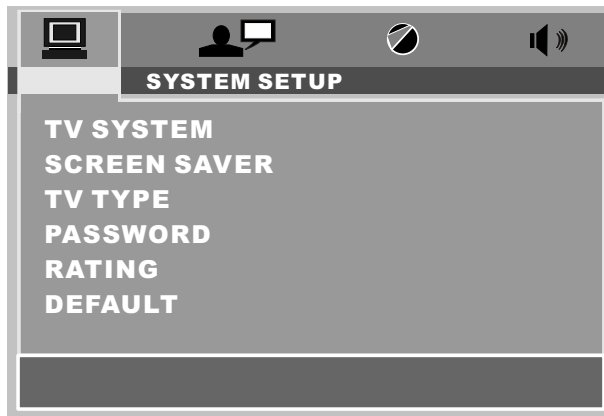 SYSTEM SETUP
TV SYSTEM
SCREEN SAVER
TV TYPE
PASSWORD
RATING
DEFAULT